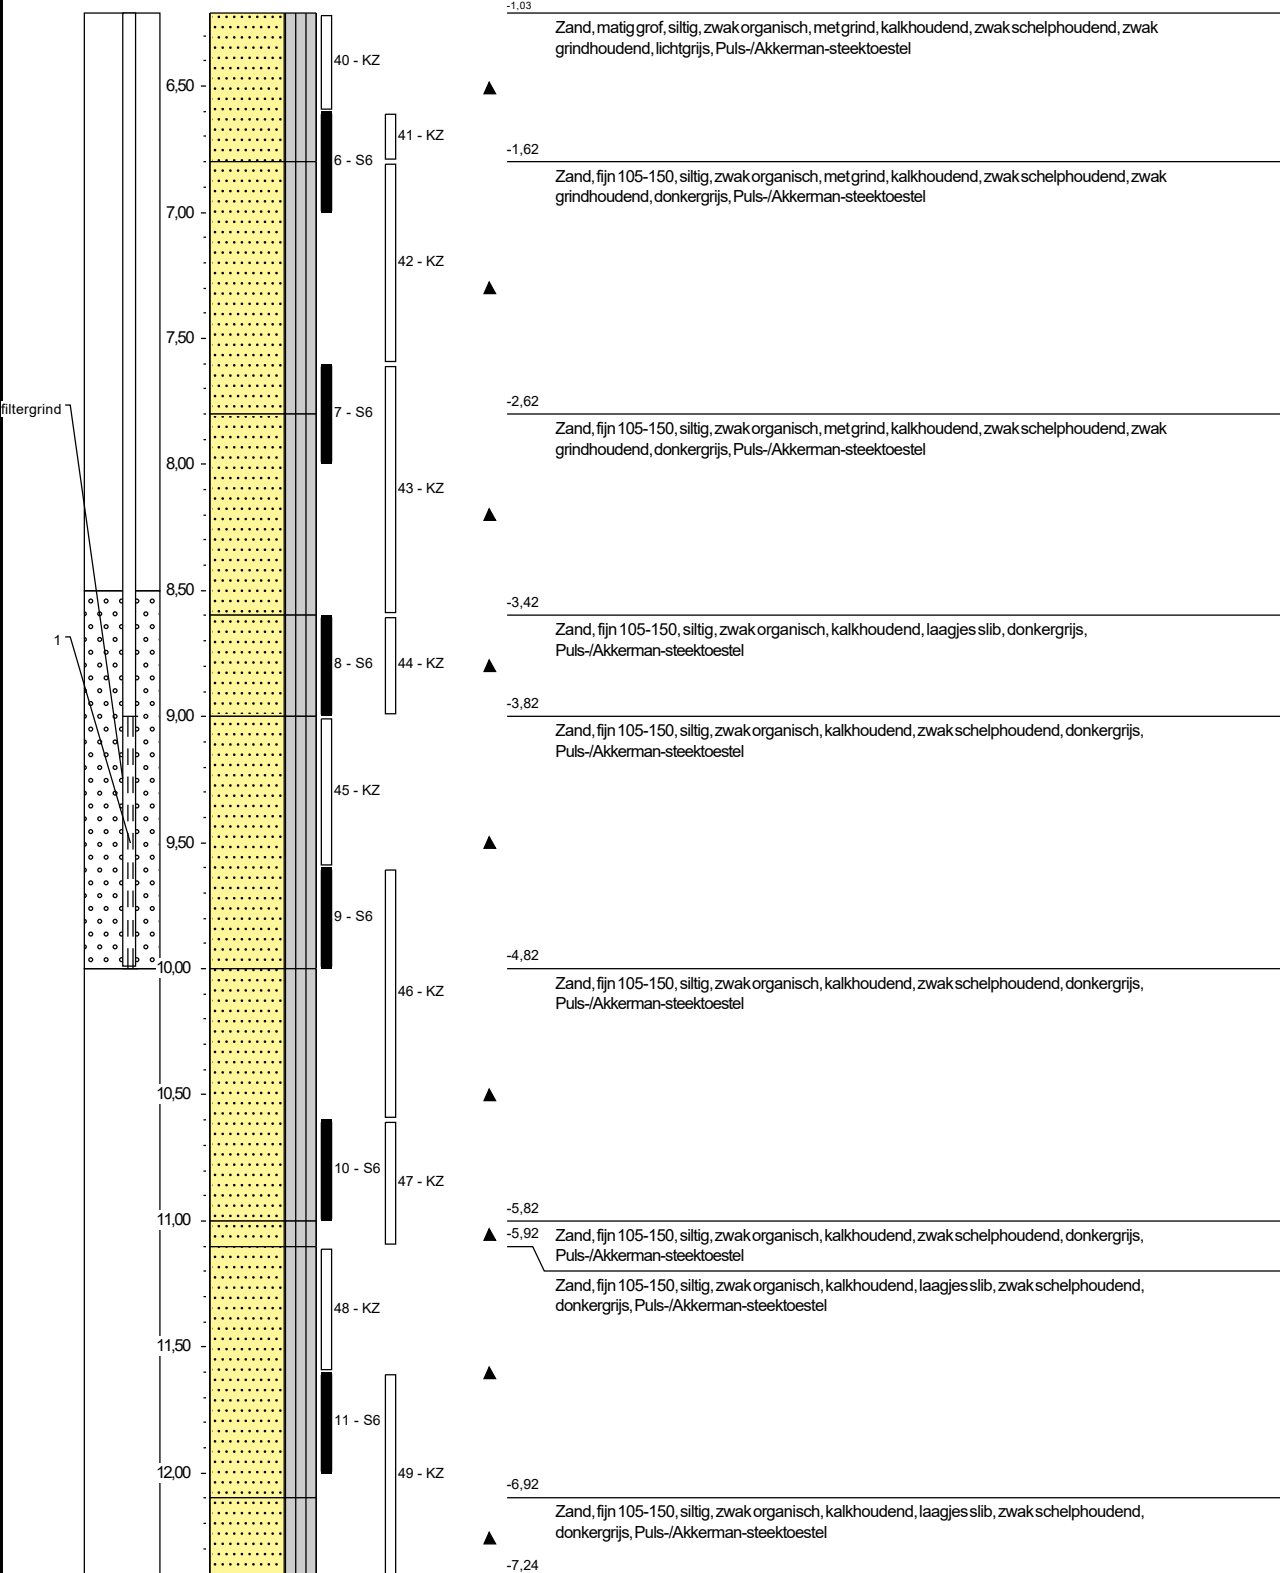 -1,03
Zand, matig grof, siltig, zwak organisch, met grind, kalkhoudend, zwak schelphoudend, zwak
grindhoudend, lichtgrijs, Puls-/Akkerman-steektoestel
40 - KZ
6,50
41 - KZ
6 - S6
-1,62
Zand, fijn 105-150, siltig, zwak organisch, met grind, kalkhoudend, zwak schelphoudend, zwak
grindhoudend, donkergrijs, Puls-/Akkerman-steektoestel
7,00
42 - KZ
7,50
filtergrind
7 - S6
-2,62
Zand, fijn 105-150, siltig, zwak organisch, met grind, kalkhoudend, zwak schelphoudend, zwak
grindhoudend, donkergrijs, Puls-/Akkerman-steektoestel
8,00
43 - KZ
8,50
-3,42
Zand, fijn 105-150, siltig, zwak organisch, kalkhoudend, laagjes slib, donkergrijs,
Puls-/Akkerman-steektoestel
1
8 - S6
44 - KZ
9,00
-3,82
Zand, fijn 105-150, siltig, zwak organisch, kalkhoudend, zwak schelphoudend, donkergrijs,
Puls-/Akkerman-steektoestel
45 - KZ
9,50
9 - S6
10,00
-4,82
Zand, fijn 105-150, siltig, zwak organisch, kalkhoudend, zwak schelphoudend, donkergrijs,
Puls-/Akkerman-steektoestel
46 - KZ
10,50
10 - S6
47 - KZ
11,00
-5,82
-5,92
Zand, fijn 105-150, siltig, zwak organisch, kalkhoudend, zwak schelphoudend, donkergrijs,
Puls-/Akkerman-steektoestel
Zand, fijn 105-150, siltig, zwak organisch, kalkhoudend, laagjes slib, zwak schelphoudend,
donkergrijs, Puls-/Akkerman-steektoestel
48 - KZ
11,50
11 - S6
12,00
49 - KZ
-6,92
Zand, fijn 105-150, siltig, zwak organisch, kalkhoudend, laagjes slib, zwak schelphoudend,
donkergrijs, Puls-/Akkerman-steektoestel
-7,24